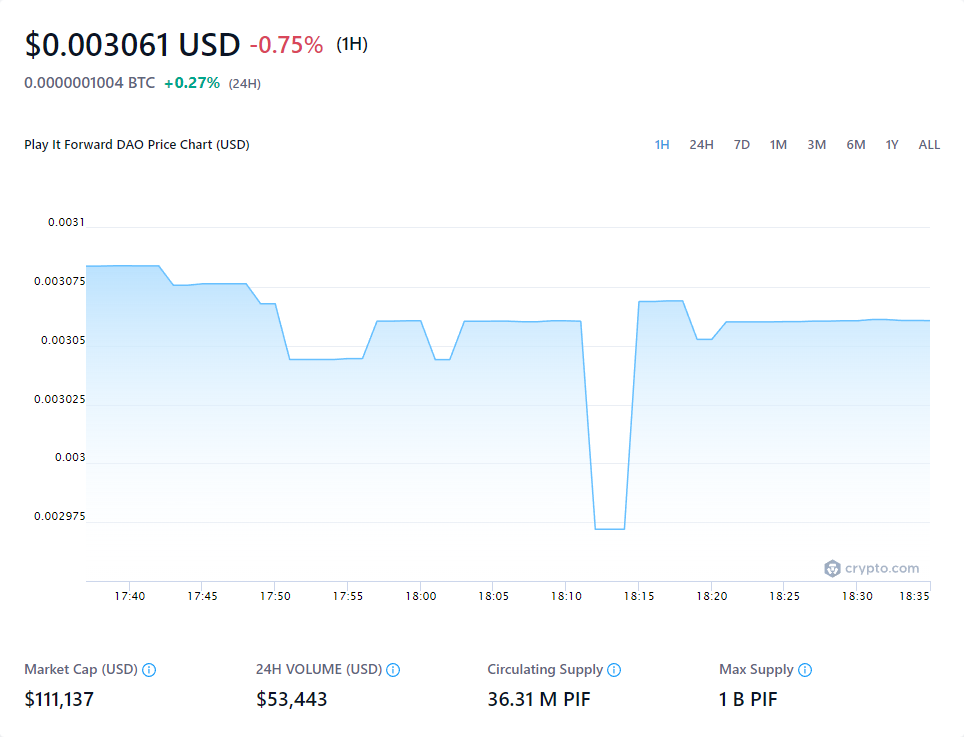 $0.003061 USD -0.75% (1H)
0.0000001004 BTC +0.27% (24H)
Play It Forward DAO Price Chart (USD) 1H 24H 7D 1M 3M 6M 1Y ALL
0.0031
0.003075
0.00305
0.003025
0.003
0.002975
crypto.com
17:40 17:45 17:50 17:55 18:00 18:05 18:10 18:15 18:20 18:25 18:30 18:35
Market Cap (USD) 24H VOLUME (USD) Circulating Supply Max Supply
$111,137 $53,443 36.31 M PIF 1 B PIF